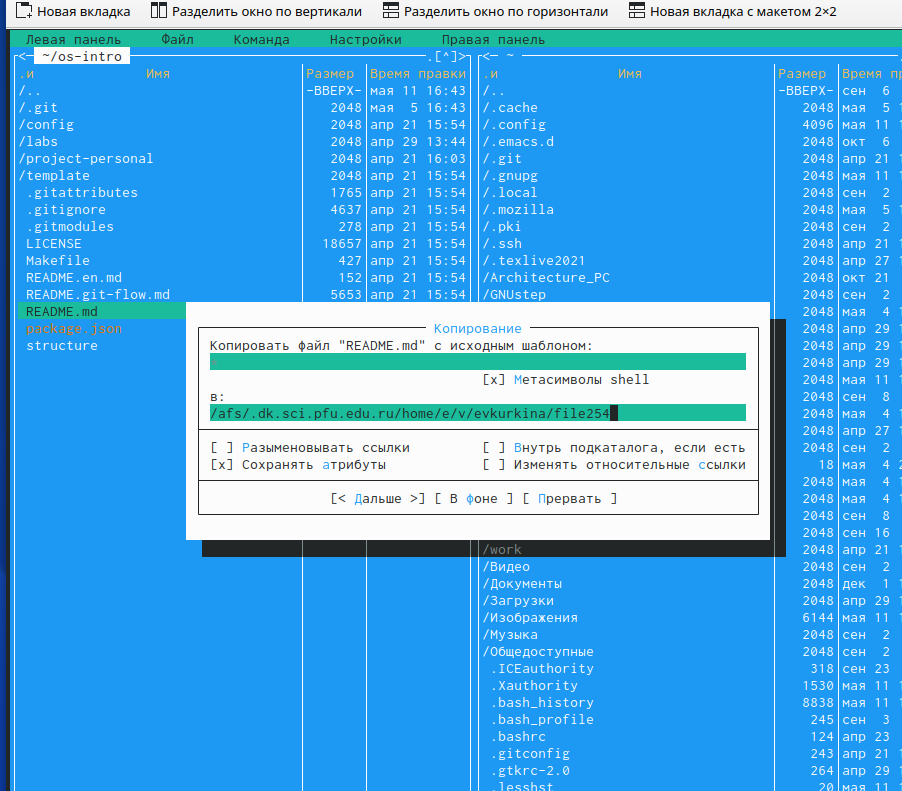 Новая вкладка Разделить окно по вертикали Разделить окно по горизонтали Новая вкладка с макетом 2×2
Левая панель Файл Команда Настройки Правая панель
<─ ~/os-intro .[^]> <─ ~
.и Имя Размер Время правки .и Имя Размер Время пр
/.. -ВВЕРХ- мая 11 16:43 /.. -ВВЕРХ- сен 6
/.git 2048 мая 5 16:43 /.cache 2048 мая 5 1
/config 2048 апр 21 15:54 /.config 4096 мая 11 1
/labs 2048 апр 29 13:44 /.emacs.d 2048 окт 6
/project-personal 2048 апр 21 16:03 /.git 2048 апр 21 1
/template 2048 апр 21 15:54 /.gnupg 2048 мая 11 1
.gitattributes 1765 апр 21 15:54 /.local 2048 сен 2
.gitignore 4637 апр 21 15:54 /.mozilla 2048 мая 5 1
.gitmodules 278 апр 21 15:54 /.pki 2048 сен 2
LICENSE 18657 апр 21 15:54 /.ssh 2048 апр 21 1
Makefile 427 апр 21 15:54 /.texlive2021 2048 апр 27 1
README.en.md 152 апр 21 15:54 /Architecture_PC 2048 окт 21
README.git-flow.md 5653 апр 21 15:54 /GNUstep 2048 сен 2
README.md 2048 мая 4 1
package.json Копирование 2048 апр 29 1
structure Копировать файл "README.md" с исходным шаблоном: 2048 апр 29 1
2048 апр 29 1
[x] Метасимволы shell 2048 мая 11 1
в: 2048 сен 8
/afs/.dk.sci.pfu.edu.ru/home/e/v/evkurkina/file254 2048 мая 4 1
2048 апр 27 1
[ ] Разыменовывать ссылки [ ] Внутрь подкаталога, если есть 2048 сен 2
[x] Сохранять атрибуты [ ] Изменять относительные ссылки 18 мая 4 2
2048 мая 4 1
[< Дальше >] [ В фоне ] [ Прервать ] 2048 мая 4 1
2048 сен 8
2048 сен 16
/work 2048 апр 21 1
/Видео 2048 сен 2
/Документы 2048 дек 1 1
/Загрузки 2048 апр 29 1
/Изображения 6144 мая 11 1
/Музыка 2048 сен 2
/Общедоступные 2048 сен 2
.ICEauthority 318 сен 23
.Xauthority 1530 мая 11 1
.bash_history 8838 мая 11 1
.bash_profile 245 сен 3
.bashrc 124 апр 23
.gitconfig 243 апр 21 1
.gtkrc-2.0 264 апр 29 1
.lesshst 20 мая 11 1